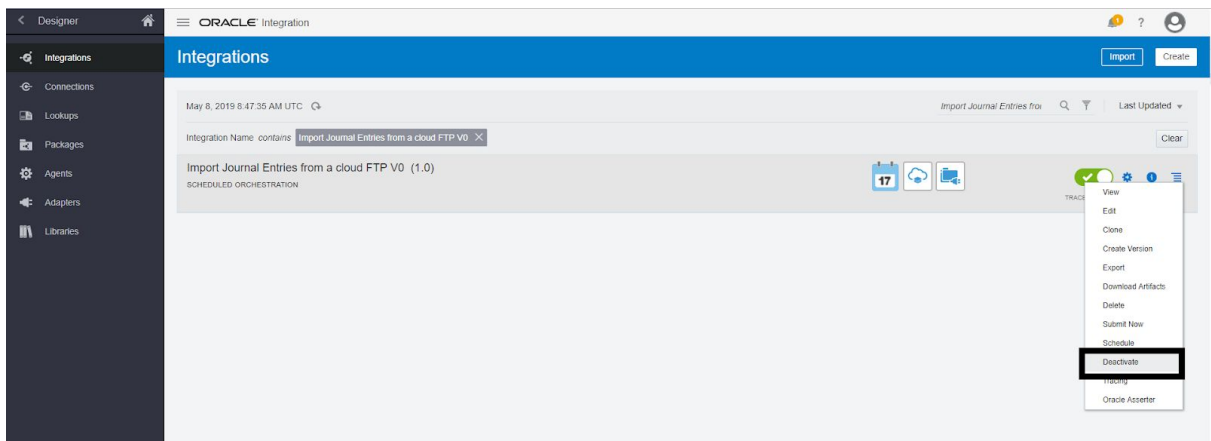 Designer
ORACLE Integration
1
?
Integrations
Integrations
Import
Create
Connections
Lookups
May 8, 2019 8:47:35 AM UTC
Import Journal Entries fro
Last Updated
Integration Name contains Import Journal Entries from a cloud FTP V0 ×
Clear
Packages
Import Journal Entries from a cloud FTP V0 (1.0)
Agents
SCHEDULED ORCHESTRATION
17
Adapters
Libraries
TRACE
View
Edit
Clone
Create Version
Export
Download Artifacts
Delete
Submit Now
Schedule
Deactivate
Tracing
Oracle Asserter